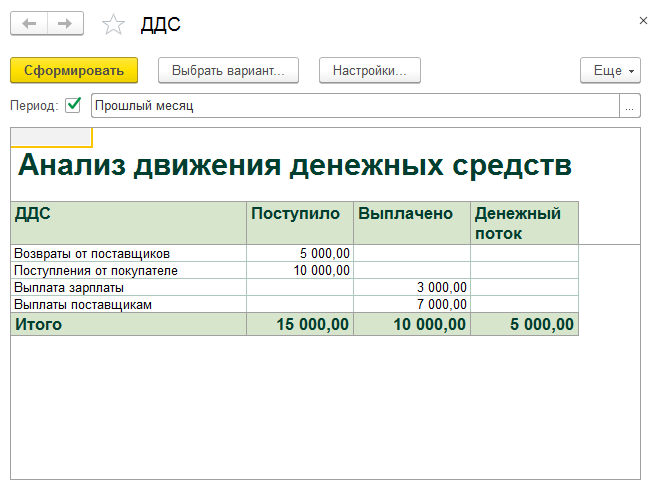 ДДС
Сформировать
Выбрать вариант...
Настройки...
Еще
Период:
Прошлый месяц
...
Анализ движения денежных средств
ДДС Поступило Выплачено Денежный поток
Возвраты от поставщиков 5 000,00
Поступления от покупателе 10 000,00
Выплата зарплаты 3 000,00
Выплаты поставщикам 7 000,00
Итого 15 000,00 10 000,00 5 000,00